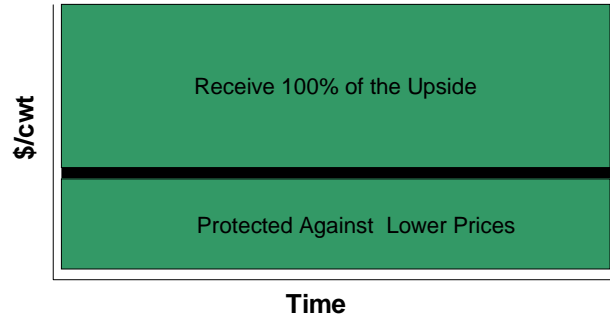 $/cwt
Receive 100% of the Upside
Protected Against  Lower Prices
Time